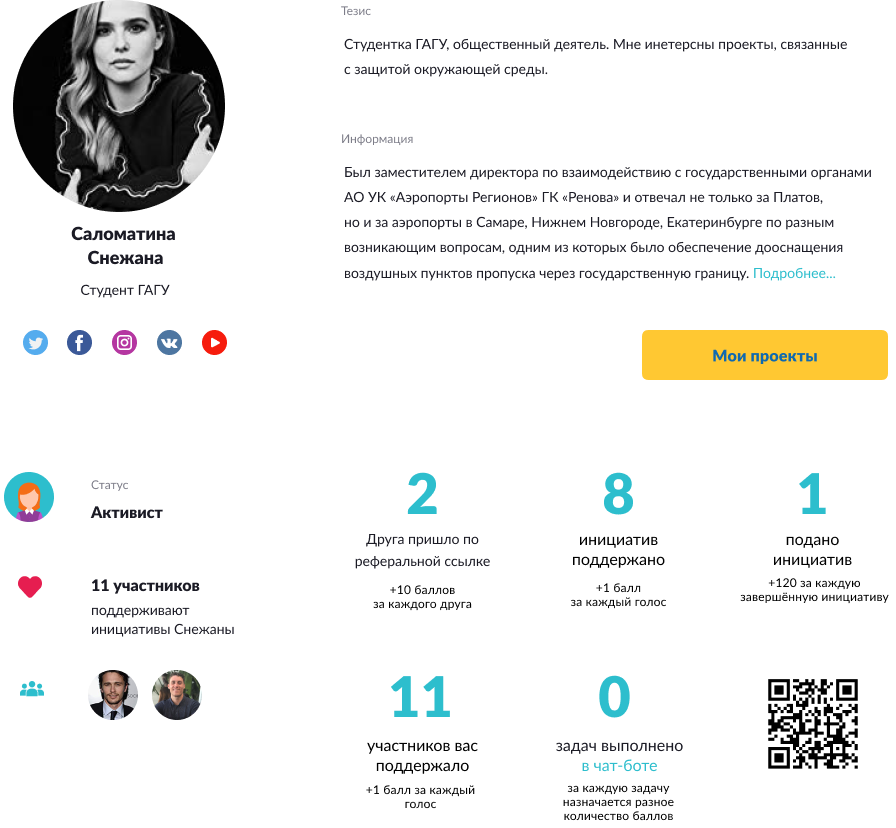 Тезис
Студентка ГАГУ, общественный деятель. Мне инетерсны проекты, связанные
с защитой окружающей среды.
Информация
Был заместителем директора по взаимодействию с государственными органами
АО УК «Аэропорты Регионов» ГК «Ренова» и отвечал не только за Платов,
но и за аэропорты в Самаре, Нижнем Новгороде, Екатеринбурге по разным
возникающим вопросам, одним из которых было обеспечение дооснащения
воздушных пунктов пропуска через государственную границу. Подробнее...
Саломатина
Снежана
Студент ГАГУ
Мои проекты
Статус
Активист
11 участников
поддерживают
инициативы Снежаны
2
Друга пришло по
реферальной ссылке
+10 баллов
за каждого друга
8
инициатив
поддержано
+1 балл
за каждый голос
1
подано
инициатив
+120 за каждую
завершённую инициативу
11
участников вас
поддержало
+1 балл за каждый
голос
0
задач выполнено
в чат-боте
за каждую задачу
назначается разное
количество баллов